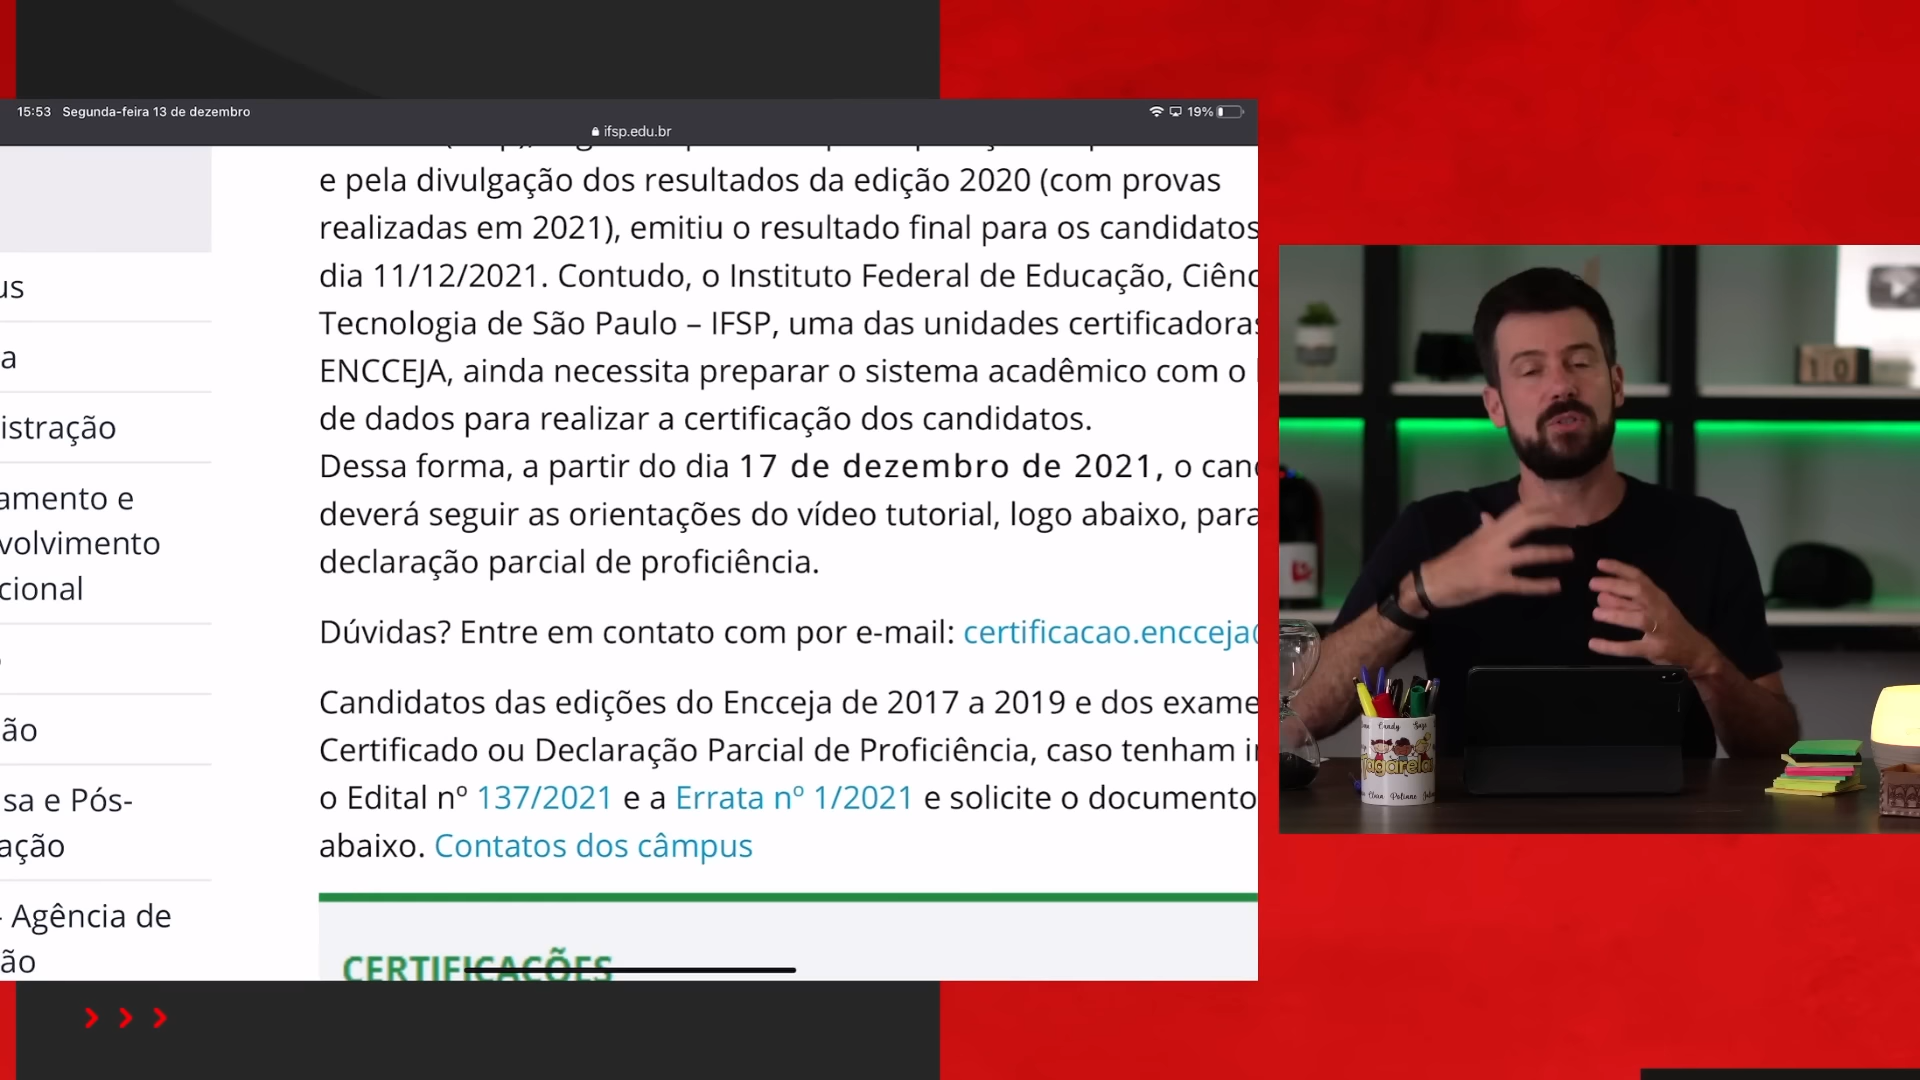 15:53 Segunda-feira 13 de dezembro
19%
ifsp.edu.br
e pela divulgação dos resultados da edição 2020 (com provas
realizadas em 2021), emitiu o resultado final para os candidatos
dia 11/12/2021. Contudo, o Instituto Federal de Educação, Ciênc
Tecnologia de São Paulo – IFSP, uma das unidades certificadoras
ENCCEJA, ainda necessita preparar o sistema acadêmico com o
de dados para realizar a certificação dos candidatos.
Dessa forma, a partir do dia 17 de dezembro de 2021, o cand
deverá seguir as orientações do vídeo tutorial, logo abaixo, para
declaração parcial de proficiência.
Dúvidas? Entre em contato com por e-mail: certificacao.encceja@
Candidatos das edições do Encceja de 2017 a 2019 e dos exame
Certificado ou Declaração Parcial de Proficiência, caso tenham i
o Edital nº 137/2021 e a Errata nº 1/2021 e solicite o documento
abaixo. Contatos dos câmpus
CERTIFICAÇÕES
us
a
istração
amento e
volvimento
cional
o
ão
sa e Pós-
ação
- Agência de
ão
10
Candy
agarela
Poliane